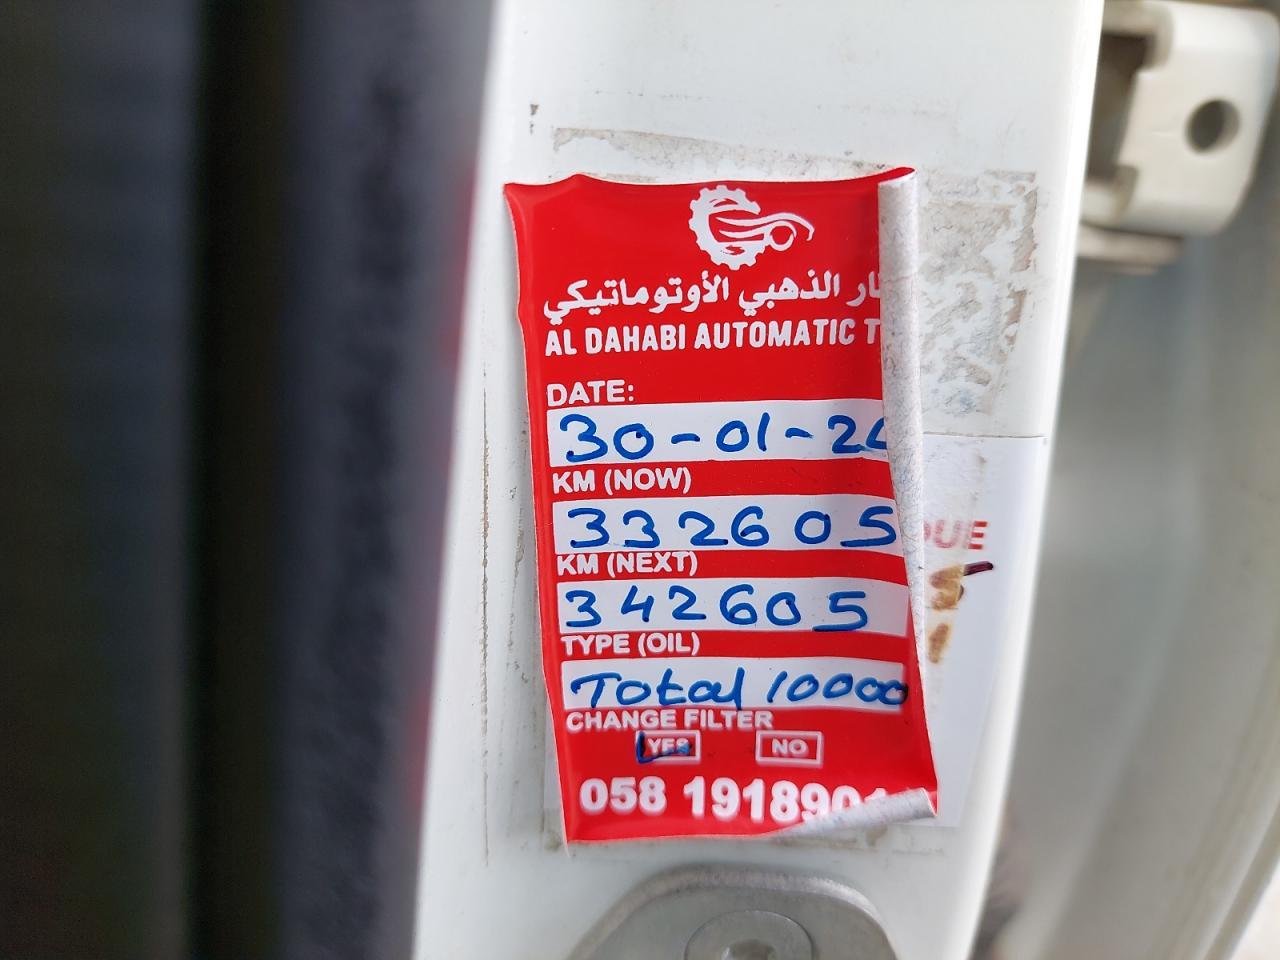 الذهبي الأوتوماتيكي
AL DAHABI AUTOMATIC T
DATE:
30-01-2
KM (NOW)
332605
KM (NEXT)
342605
TYPE (OIL)
Total 10000
CHANGE FILTER
YES NO
058 191890
DUE